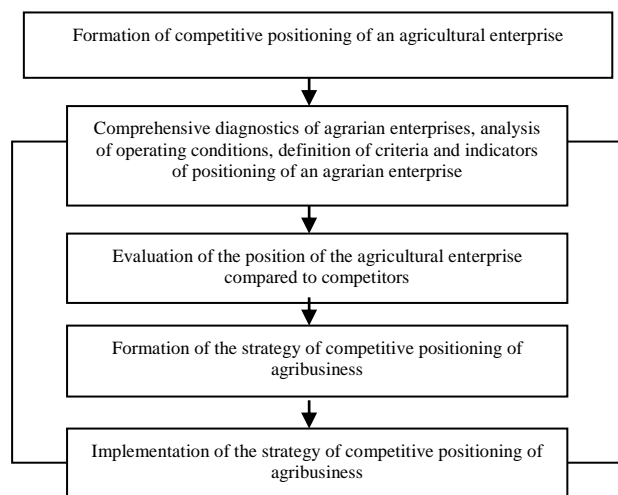 Formation of competitive positioning of an agricultural enterprise
Comprehensive diagnostics of agrarian enterprises, analysis
of operating conditions, definition of criteria and indicators
of positioning of an agrarian enterprise
Evaluation of the position of the agricultural enterprise
compared to competitors
Formation of the strategy of competitive positioning of
agribusiness
Implementation of the strategy of competitive positioning of
agribusiness